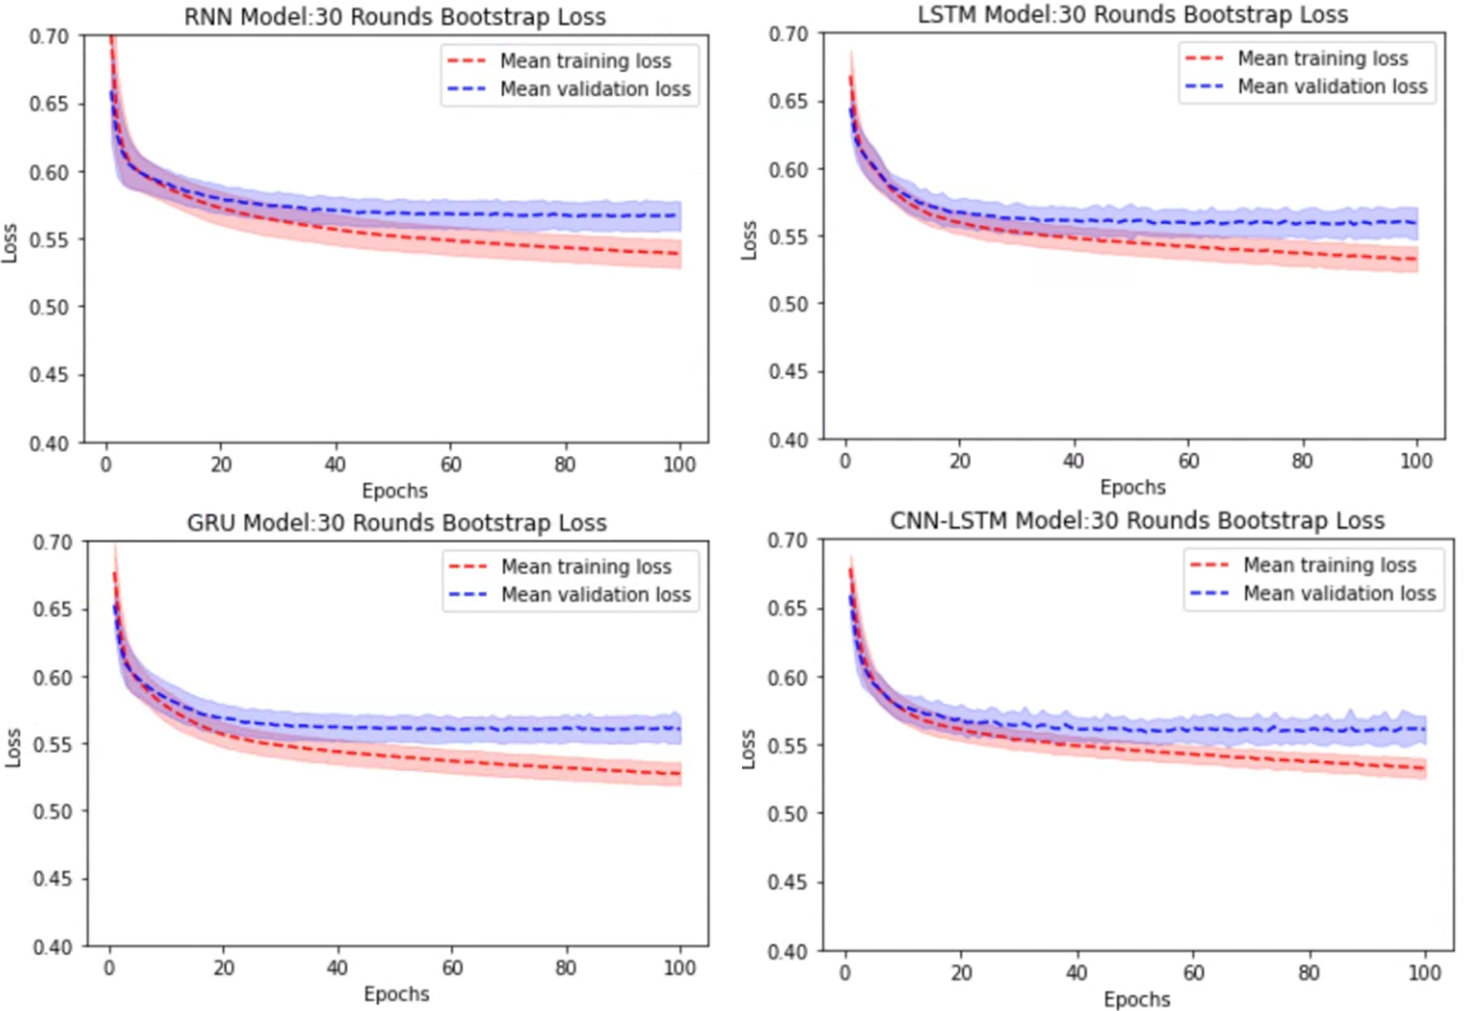 RNN Model:30 Rounds Bootstrap Loss
Mean training loss
Mean validation loss
0.70
0.65
0.60
0.55
0.50
0.45
0.40
Loss
0 20 40 60 80 100
Epochs
LSTM Model:30 Rounds Bootstrap Loss
Mean training loss
Mean validation loss
0.70
0.65
0.60
0.55
0.50
0.45
0.40
Loss
0 20 40 60 80 100
Epochs
GRU Model:30 Rounds Bootstrap Loss
Mean training loss
Mean validation loss
0.70
0.65
0.60
0.55
0.50
0.45
0.40
Loss
0 20 40 60 80 100
Epochs
CNN-LSTM Model:30 Rounds Bootstrap Loss
Mean training loss
Mean validation loss
0.70
0.65
0.60
0.55
0.50
0.45
0.40
Loss
0 20 40 60 80 100
Epochs